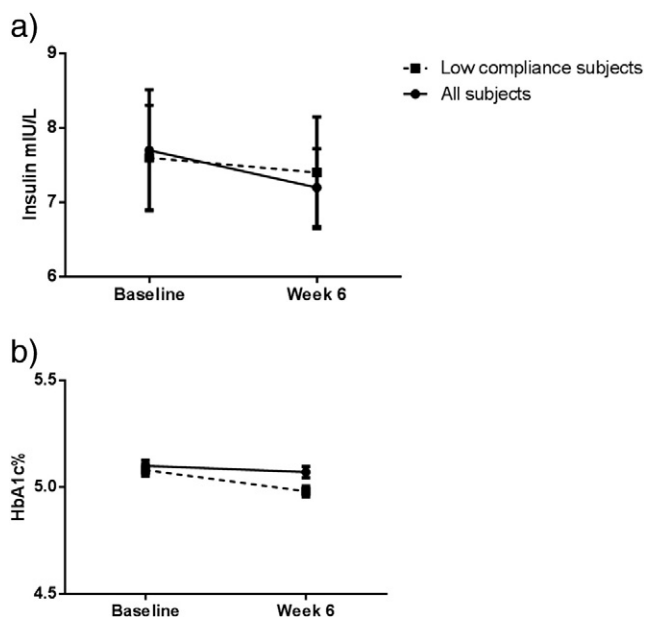 a)
9
8
7
6
Insulin mIU/L
Baseline
Week 6
Low compliance subjects
All subjects
b)
5.5
5.0
4.5
HbA1c%
Baseline
Week 6